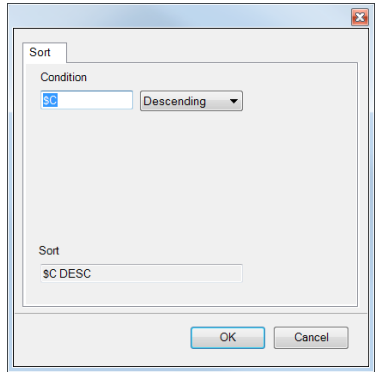 Sort
Condition
$C Descending
Sort
$C DESC
OK Cancel